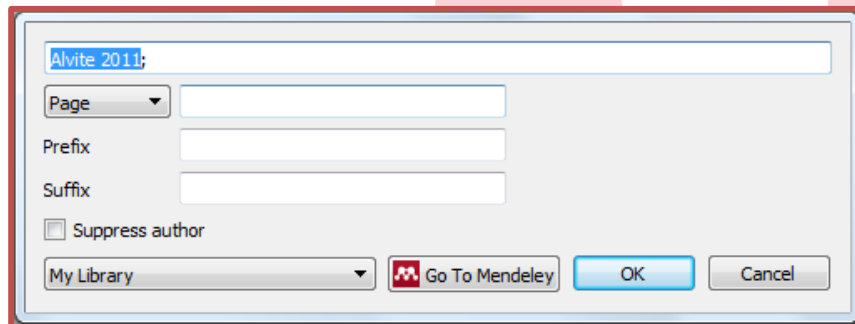 Alvite 2011;
Page
Prefix
Suffix
Suppress author
My Library Go To Mendeley OK Cancel